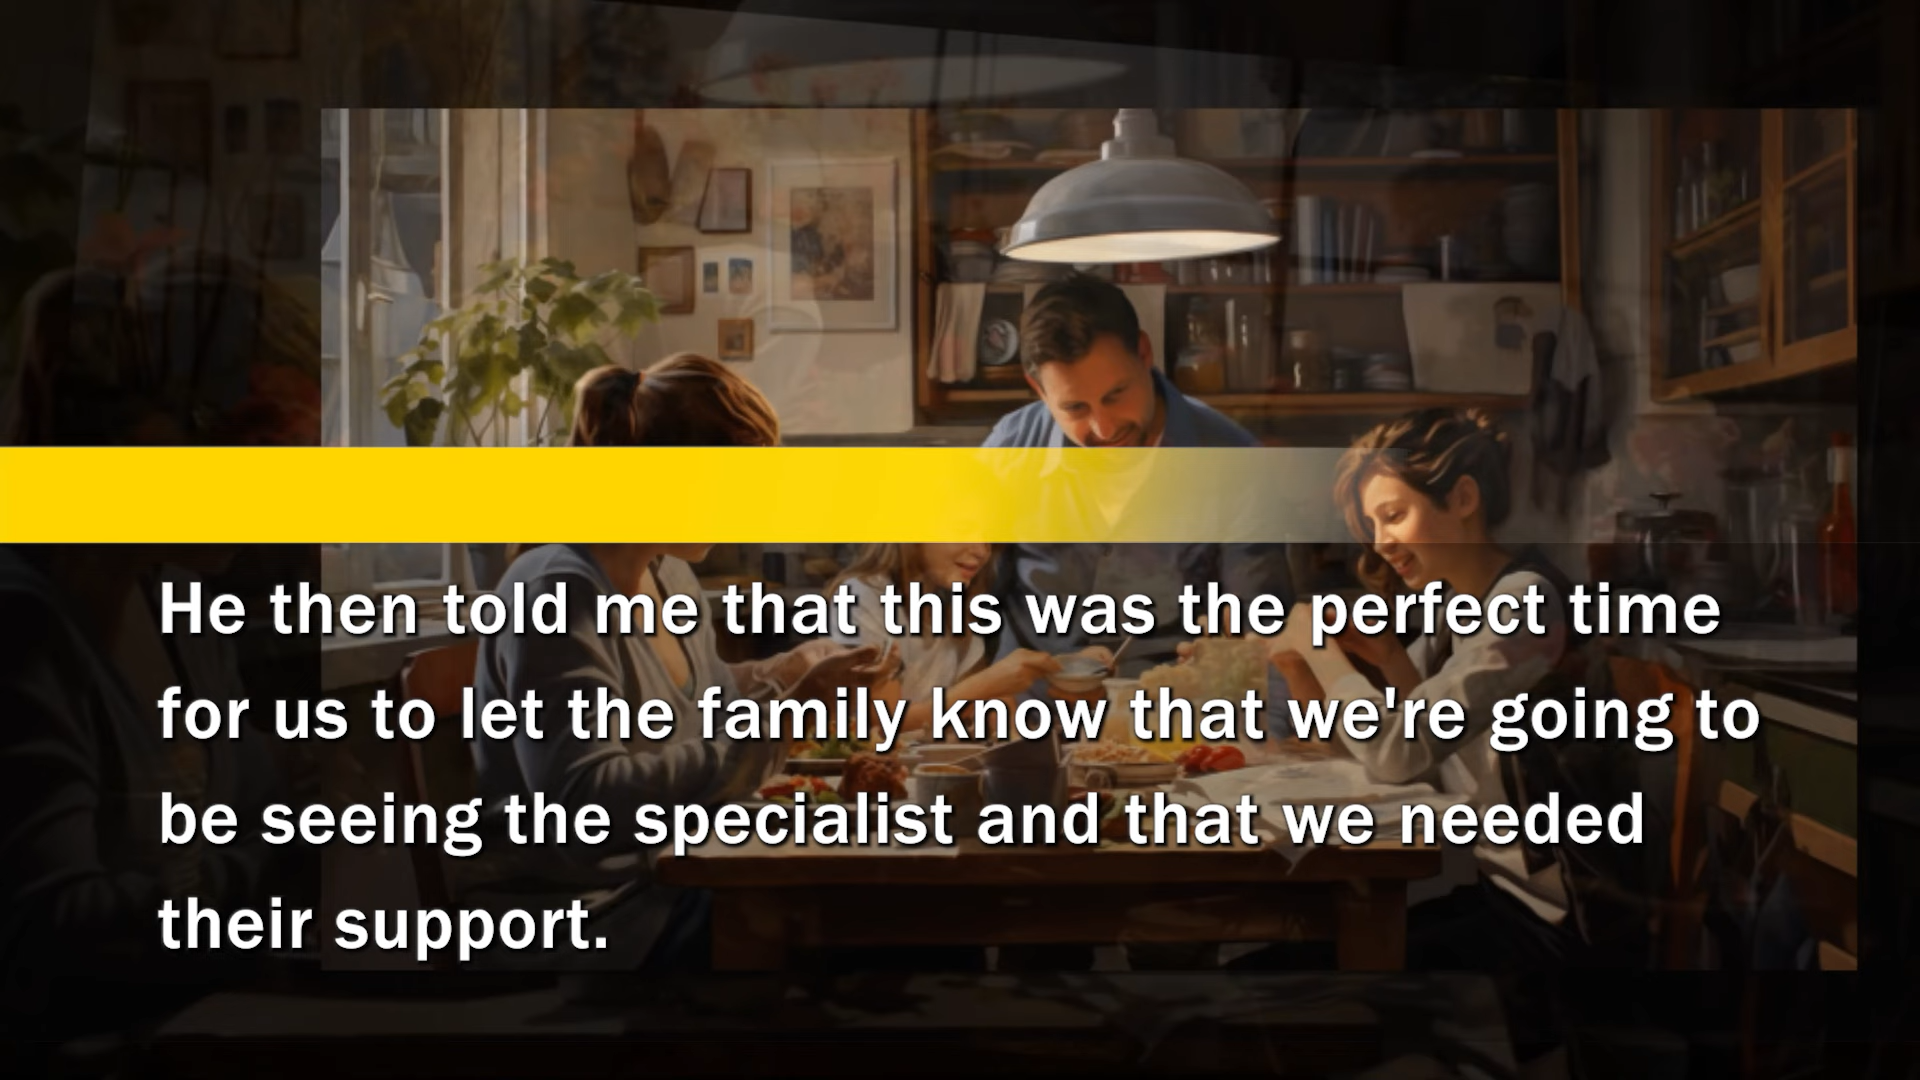 He then told me that this was the perfect time
for us to let the family know that we're going to
be seeing the specialist and that we needed
their support.